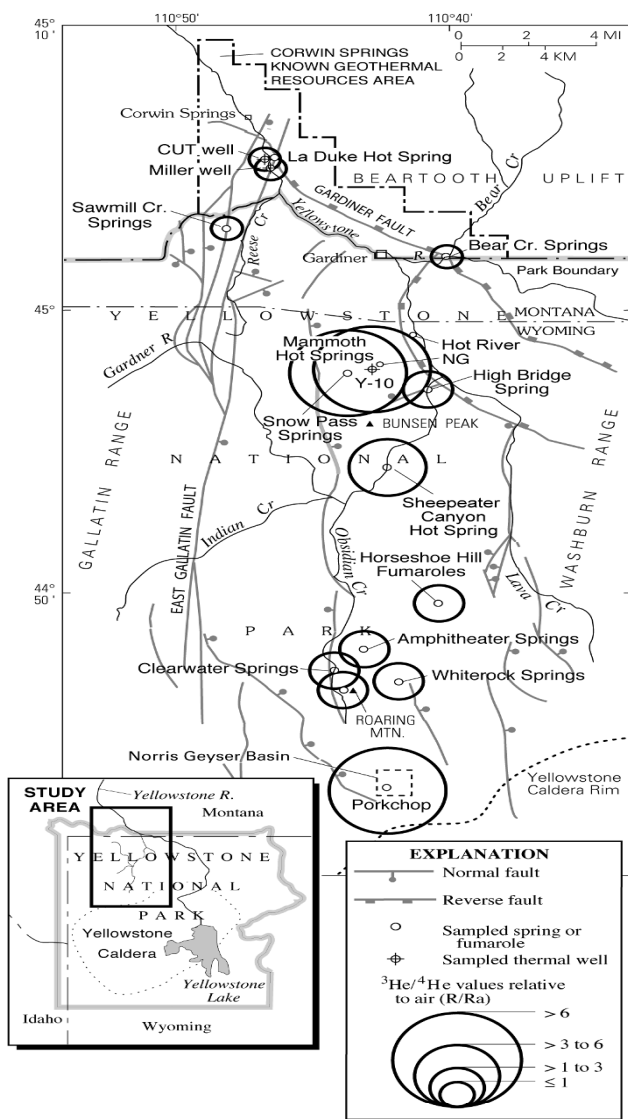 110°50'
110°40'
45°
10'
0 2 4 MI
0 2 4 KM
CORWIN SPRINGS
KNOWN GEOTHERMAL
RESOURCES AREA
Corwin Springs
CUT well
Miller well
La Duke Hot Spring
BEARTOOTH UPLIFT
Bear Cr
Sawmill Cr.
Springs
Reese Cr
Yellowstone
R.
GARDINER FAULT
Gardner
Bear Cr. Springs
Park Boundary
45°
YELLOWSTONE
MONTANA
WYOMING
Gardner R
Mammoth
Hot Springs
Hot River
NG
Y-10
High Bridge
Spring
Snow Pass
Springs
BUNSEN PEAK
GALLATIN RANGE
NATIONAL
WASHBURN RANGE
Sheepeater
Canyon
Hot Spring
Indian Cr
EAST GALLATIN FAULT
Obsidian Cr
Horseshoe Hill
Fumaroles
Lava Cr
44°
50'
PARK
Amphitheater Springs
Clearwater Springs
Whiterock Springs
ROARING
MTN.
Norris Geyser Basin
Porkchop
Yellowstone
Caldera Rim
STUDY
AREA
Yellowstone R.
Montana
YELLOWSTONE
NATIONAL
PARK
Yellowstone
Caldera
Yellowstone
Lake
Idaho
Wyoming
EXPLANATION
Normal fault
Reverse fault
Sampled spring or
fumarole
Sampled thermal well
³He/⁴He values relative
to air (R/Ra)
>6
>3 to 6
>1 to 3
≤1